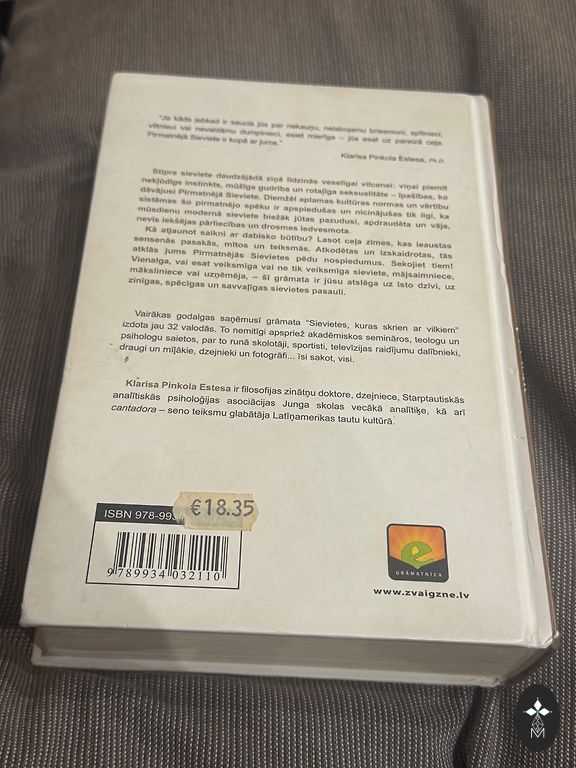 "Ja kāds jebkad ir saucis jūs par nekauņu, nelabojamu briesmoni, spītnieci,
viltnieci vai nevaldāmu dumpinieci, esiet mierīga – jūs esat uz pareizā ceļa.
Pirmatnējā Sieviete ir kopā ar jums."
Klarisa Pinkola Estesa, Ph.D.
Stipra sieviete daudzējādā ziņā līdzinās veselīgai vilcenei: viņai piemīt
nekļūdīgs instinkts, mūžīga gudrība un rotaļīga seksualitāte – īpašības, ko
dāvājusi Pirmatnējā Sieviete. Diemžēl aplamas kultūras normas un vērtību
sistēmas šo pirmatnējo spēku ir apspiedušas un nicinājušas tik ilgi, ka
mūsdienu modernā sieviete biežāk jūtas pazudusi, apdraudēta un vāja,
nevis iekšējas pārliecības un drosmes iedvesmota.
Kā atjaunot saikni ar dabisko būtību? Lasot ceļa zīmes, kas ieaustas
sensenās pasakās, mītos un teiksmās. Atkodētas un izskaidrotas, tās
atklās jums Pirmatnējās Sievietes pēdu nospiedumus. Sekojiet tiem!
Vienalga, vai esat veiksmīga vai ne tik veiksmīga sieviete, mājsaimniece,
māksliniece vai uzņēmēja, – šī grāmata ir jūsu atslēga uz īsto dzīvi, uz
zinīgas, spēcīgas un savvaļīgas sievietes pasauli.
Vairākas godalgas saņēmusī grāmata "Sievietes, kuras skrien ar vilkiem"
izdota jau 32 valodās. To nemitīgi apspriež akadēmiskos semināros, teologu un
psihologu saietos, par to runā skolotāji, sportisti, televīzijas raidījumu dalībnieki,
draugi un mīļākie, dzejnieki un fotogrāfi... īsi sakot, visi.
Klarisa Pinkola Estesa ir filosofijas zinātņu doktore, dzejniece, Starptautiskās
analītiskās psiholoģijas asociācijas Junga skolas vecākā analītiķe, kā arī
cantadora – seno teiksmu glabātāja Latīņamerikas tautu kultūrā.
ISBN 978-993
€18.35
9 789934 032110
e
GRĀMATNĪCA
www.zvaigzne.lv
M